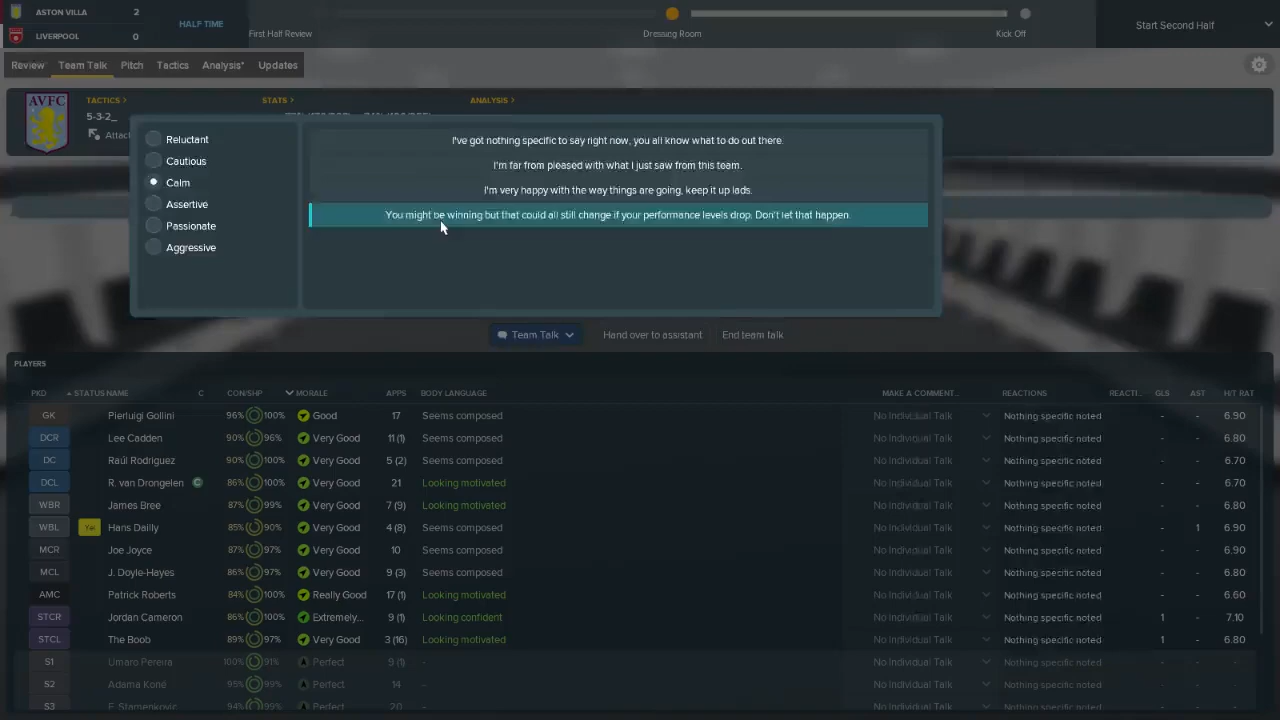 ASTON VILLA 2
LIVERPOOL 0
HALF TIME
First Half Review
Dressing Room
Kick Off
Start Second Half
Review Team Talk Pitch Tactics Analysis* Updates
AVFC
TACTICS > STATS > ANALYSIS >
5-3-2_
Attac
Reluctant
Cautious
Calm
Assertive
Passionate
Aggressive
I've got nothing specific to say right now, you all know what to do out there.
I'm far from pleased with what I just saw from this team.
I'm very happy with the way things are going, keep it up lads.
You might be winning but that could all still change if your performance levels drop. Don't let that happen.
Team Talk Hand over to assistant End team talk
PLAYERS
PKD STATUS NAME C CON/SHP MORALE APPS BODY LANGUAGE MAKE A COMMENT... REACTIONS REACTI... GLS AST H/T RAT
GK Pierluigi Gollini 96% 100% Good 17 Seems composed No Individual Talk Nothing specific noted - - 6.90
DCR Lee Cadden 90% 96% Very Good 11 (1) Seems composed No Individual Talk Nothing specific noted - - 6.80
DC Raúl Rodríguez 90% 100% Very Good 5 (2) Seems composed No Individual Talk Nothing specific noted - - 6.70
DCL R. van Drongelen C 86% 100% Very Good 21 Looking motivated No Individual Talk Nothing specific noted - - 6.70
WBR James Bree 87% 99% Very Good 7 (9) Looking motivated No Individual Talk Nothing specific noted - - 6.80
WBL Yel Hans Dailly 85% 90% Very Good 4 (8) Seems composed No Individual Talk Nothing specific noted - 1 6.90
MCR Joe Joyce 87% 97% Very Good 10 Seems composed No Individual Talk Nothing specific noted - - 6.90
MCL J. Doyle-Hayes 86% 97% Very Good 9 (3) Seems composed No Individual Talk Nothing specific noted - - 6.80
AMC Patrick Roberts 84% 100% Really Good 17 (1) Looking motivated No Individual Talk Nothing specific noted - - 6.60
STCR Jordan Cameron 86% 100% Extremely... 9 (1) Looking confident No Individual Talk Nothing specific noted 1 - 7.10
STCL The Boob 89% 97% Very Good 3 (16) Looking motivated No Individual Talk Nothing specific noted 1 - 6.80
S1 Umaro Pereira 100% 91% Perfect 9 (1) - No Individual Talk Nothing specific noted - - -
S2 Adama Koné 95% 99% Perfect 14 - No Individual Talk Nothing specific noted - - -
S3 F. Stamenkovic 94% 99% Perfect 20 - No Individual Talk Nothing specific noted - - -